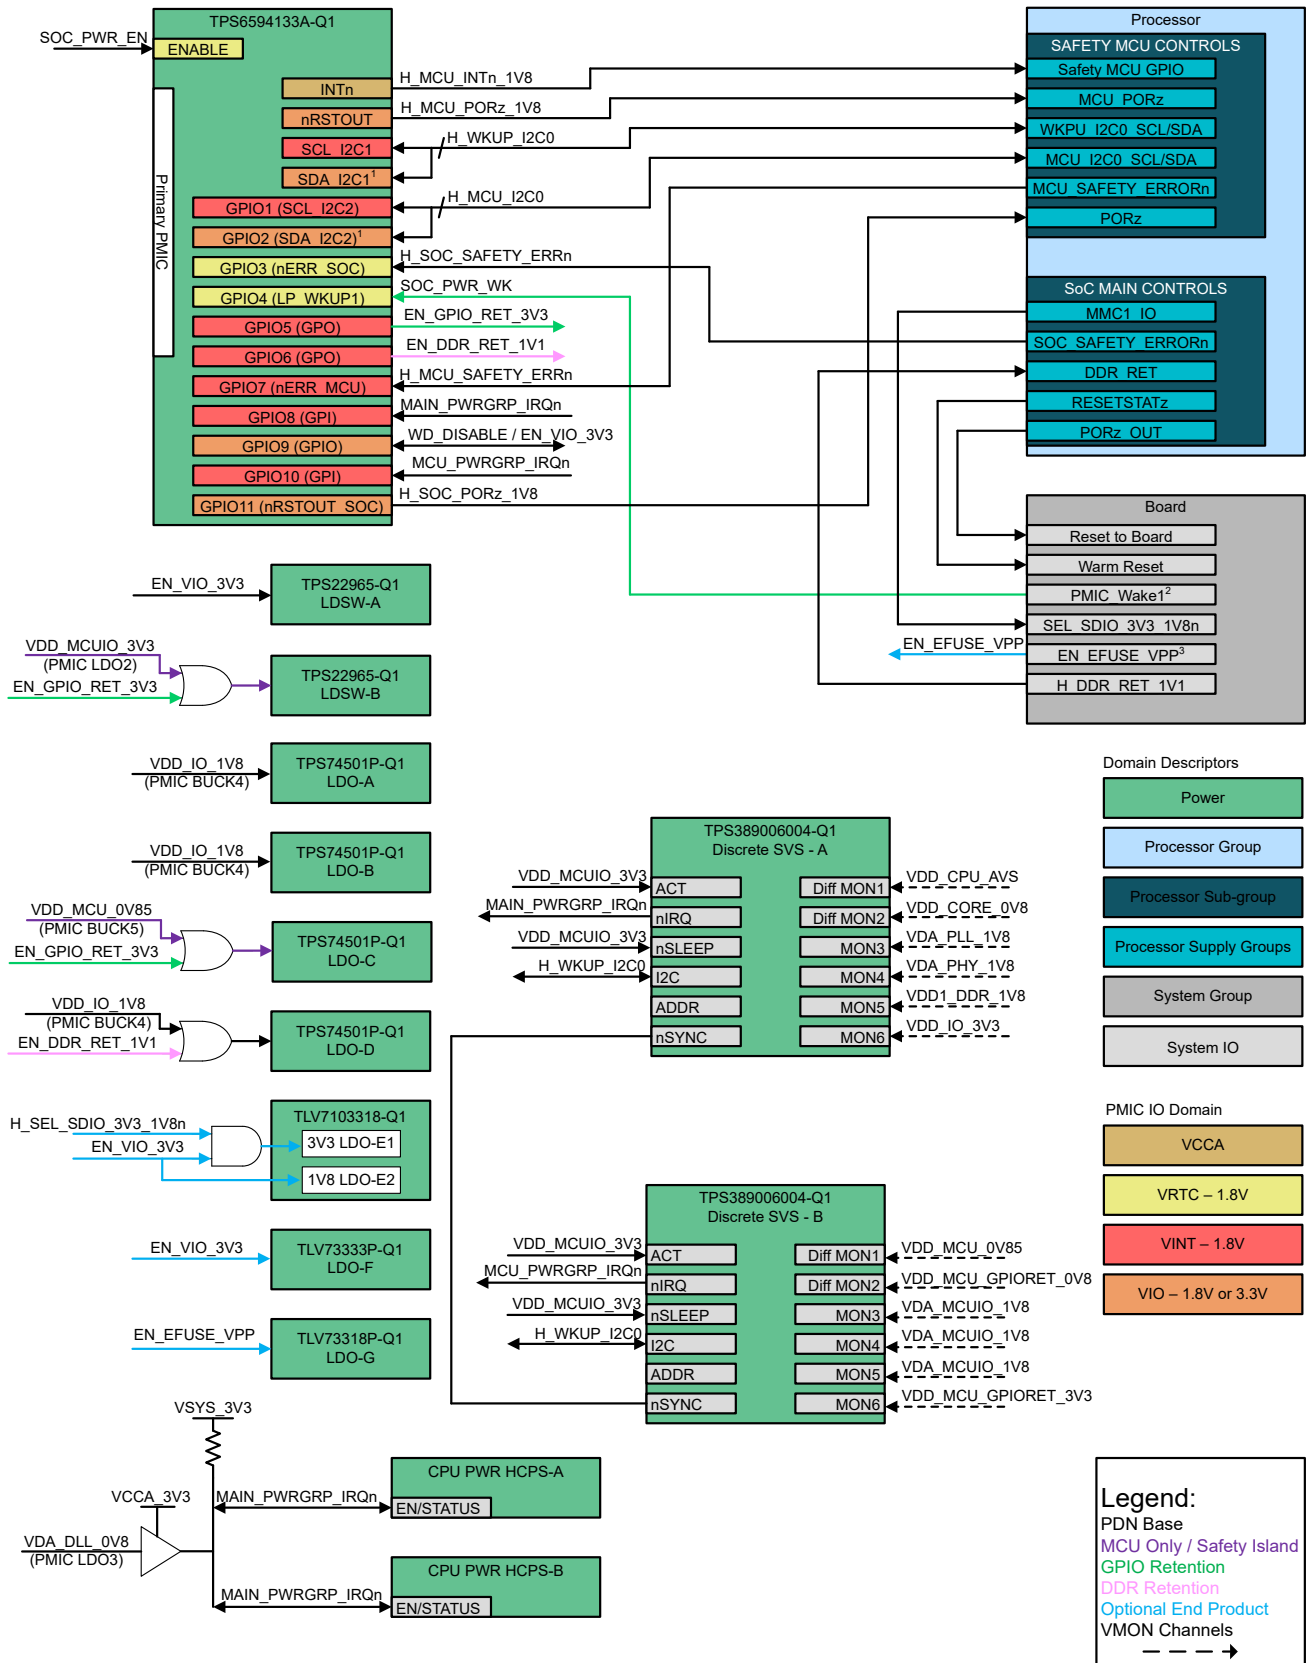 TPS6594133A-Q1
SOC_PWR_EN
ENABLE
Primary PMIC
INTn
H_MCU_INTn_1V8
nRSTOUT
H_MCU_PORz_1V8
SCL_I2C1
H_WKUP_I2C0
SDA_I2C1¹
GPIO1 (SCL_I2C2)
H_MCU_I2C0
GPIO2 (SDA_I2C2)¹
GPIO3 (nERR_SOC)
H_SOC_SAFETY_ERRn
GPIO4 (LP_WKUP1)
SOC_PWR_WK
GPIO5 (GPO)
EN_GPIO_RET_3V3
GPIO6 (GPO)
EN_DDR_RET_1V1
GPIO7 (nERR_MCU)
H_MCU_SAFETY_ERRn
GPIO8 (GPI)
MAIN_PWRGRP_IRQn
GPIO9 (GPIO)
WD_DISABLE / EN_VIO_3V3
GPIO10 (GPI)
MCU_PWRGRP_IRQn
GPIO11 (nRSTOUT_SOC)
H_SOC_PORz_1V8
Processor
SAFETY MCU CONTROLS
Safety MCU GPIO
MCU_PORz
WKPU_I2C0_SCL/SDA
MCU_I2C0_SCL/SDA
MCU_SAFETY_ERRORn
PORz
SoC MAIN CONTROLS
MMC1_IO
SOC_SAFETY_ERRORn
DDR_RET
RESETSTATz
PORz_OUT
Board
Reset to Board
Warm Reset
PMIC_Wake1²
SEL_SDIO_3V3_1V8n
EN_EFUSE_VPP
EN_EFUSE_VPP³
H_DDR_RET_1V1
EN_VIO_3V3
TPS22965-Q1
LDSW-A
VDD_MCUIO_3V3
(PMIC LDO2)
EN_GPIO_RET_3V3
TPS22965-Q1
LDSW-B
VDD_IO_1V8
(PMIC BUCK4)
TPS74501P-Q1
LDO-A
VDD_IO_1V8
(PMIC BUCK4)
TPS74501P-Q1
LDO-B
VDD_MCU_0V85
(PMIC BUCK5)
EN_GPIO_RET_3V3
TPS74501P-Q1
LDO-C
VDD_IO_1V8
(PMIC BUCK4)
EN_DDR_RET_1V1
TPS74501P-Q1
LDO-D
H_SEL_SDIO_3V3_1V8n
EN_VIO_3V3
TLV7103318-Q1
3V3 LDO-E1
1V8 LDO-E2
EN_VIO_3V3
TLV73333P-Q1
LDO-F
EN_EFUSE_VPP
TLV73318P-Q1
LDO-G
VSYS_3V3
VCCA_3V3
VDA_DLL_0V8
(PMIC LDO3)
MAIN_PWRGRP_IRQn
CPU PWR HCPS-A
EN/STATUS
MAIN_PWRGRP_IRQn
CPU PWR HCPS-B
EN/STATUS
TPS389006004-Q1
Discrete SVS - A
VDD_MCUIO_3V3
ACT
Diff MON1
VDD_CPU_AVS
MAIN_PWRGRP_IRQn
nIRQ
Diff MON2
VDD_CORE_0V8
VDD_MCUIO_3V3
nSLEEP
MON3
VDA_PLL_1V8
H_WKUP_I2C0
I2C
MON4
VDA_PHY_1V8
ADDR
MON5
VDD1_DDR_1V8
nSYNC
MON6
VDD_IO_3V3
TPS389006004-Q1
Discrete SVS - B
VDD_MCUIO_3V3
ACT
Diff MON1
VDD_MCU_0V85
MCU_PWRGRP_IRQn
nIRQ
Diff MON2
VDD_MCU_GPIORET_0V8
VDD_MCUIO_3V3
nSLEEP
MON3
VDA_MCUIO_1V8
H_WKUP_I2C0
I2C
MON4
VDA_MCUIO_1V8
ADDR
MON5
VDA_MCUIO_1V8
nSYNC
MON6
VDD_MCU_GPIORET_3V3
Domain Descriptors
Power
Processor Group
Processor Sub-group
Processor Supply Groups
System Group
System IO
PMIC IO Domain
VCCA
VRTC – 1.8V
VINT – 1.8V
VIO – 1.8V or 3.3V
Legend:
PDN Base
MCU Only / Safety Island
GPIO Retention
DDR Retention
Optional End Product
VMON Channels